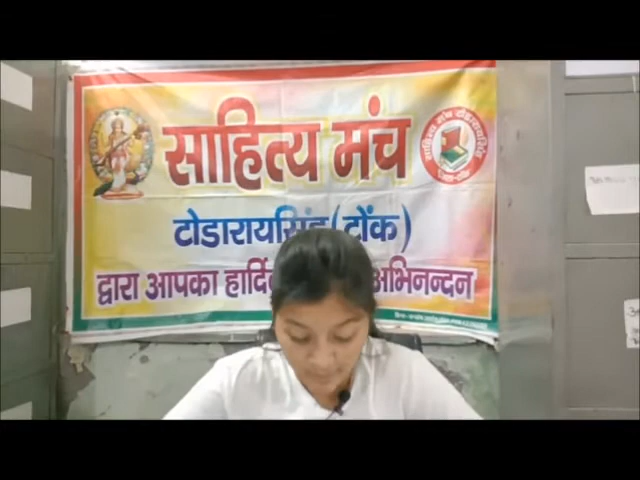 साहित्य मंच
टोडारायसिंह (टोंक)
द्वारा आपका हार्दि अभिनन्दन